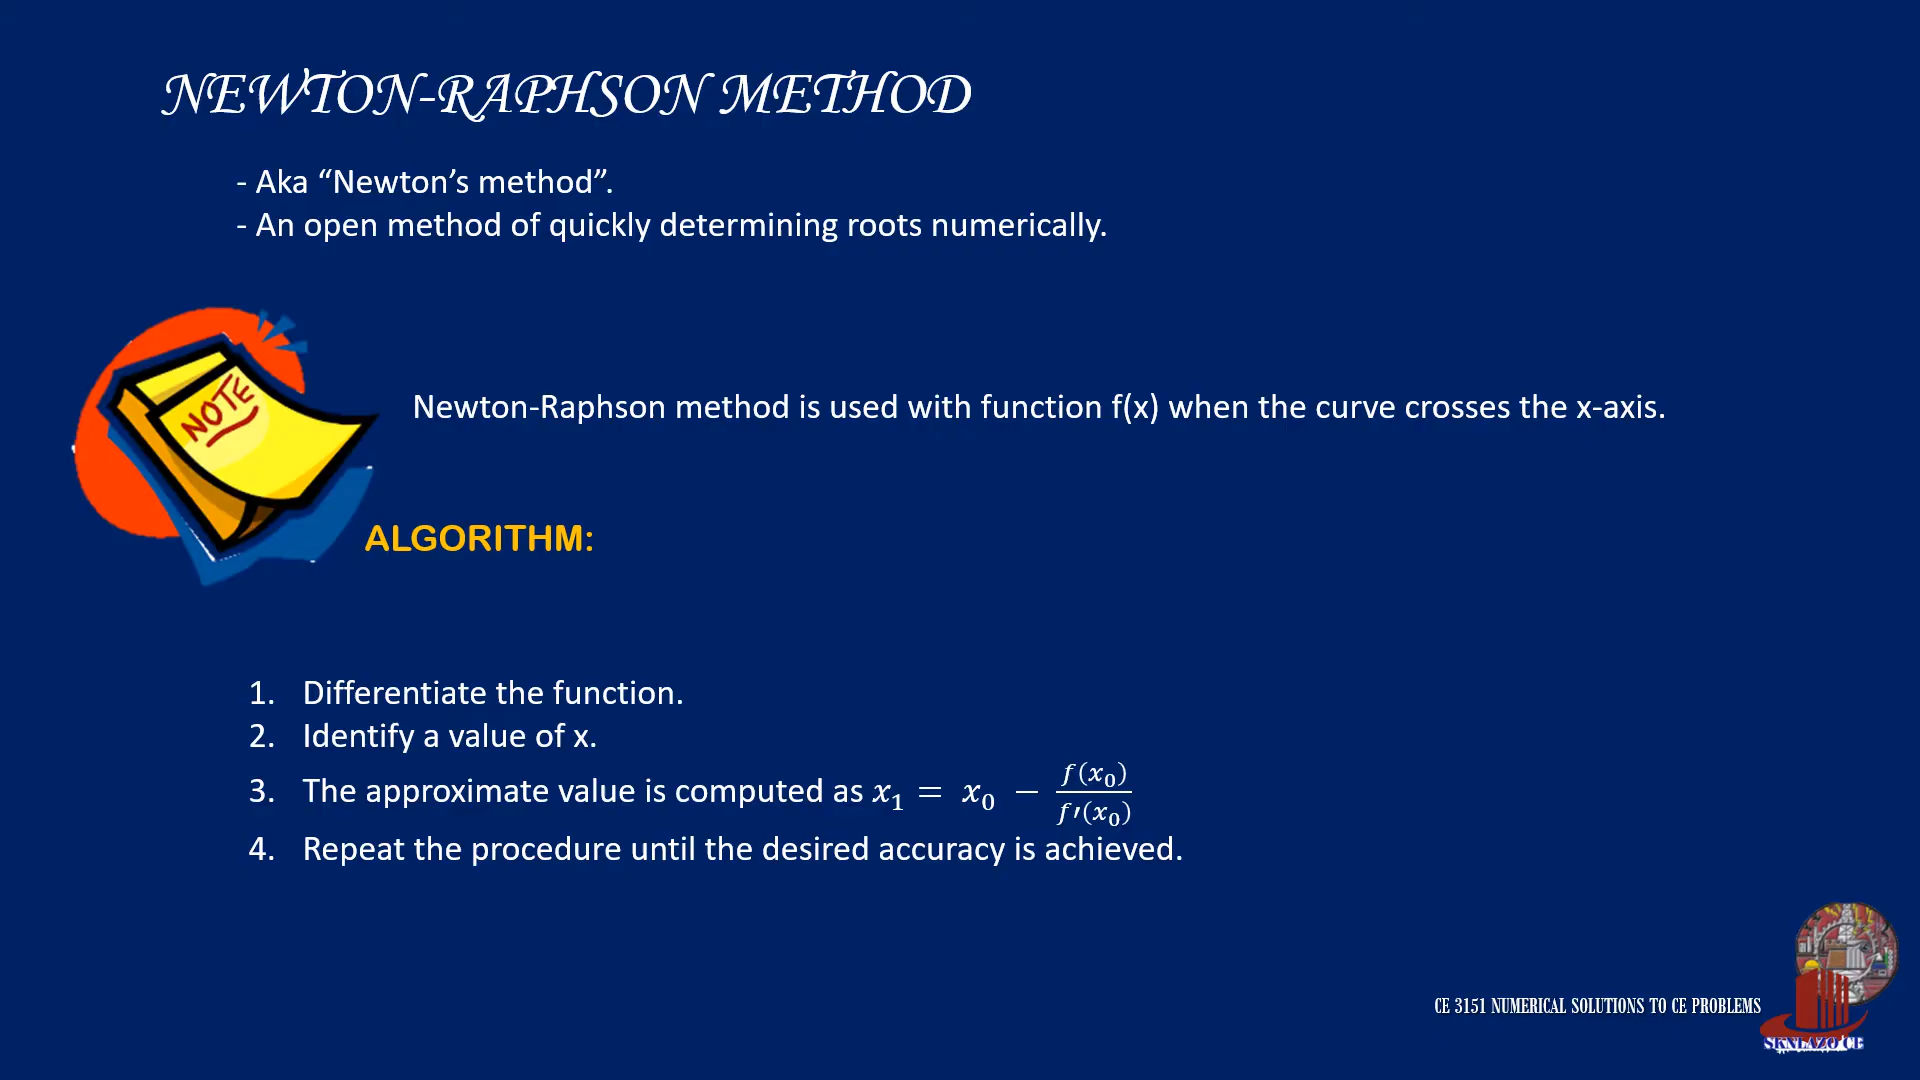 NEWTON-RAPHSON METHOD
- Aka “Newton’s method”.
- An open method of quickly determining roots numerically.
NOTE
Newton-Raphson method is used with function f(x) when the curve crosses the x-axis.
ALGORITHM:
1. Differentiate the function.
2. Identify a value of x.
3. The approximate value is computed as x₁ = x₀ − f(x₀)/f′(x₀)
4. Repeat the procedure until the desired accuracy is achieved.
CE 3151 NUMERICAL SOLUTIONS TO CE PROBLEMS
SKNLAZO CE